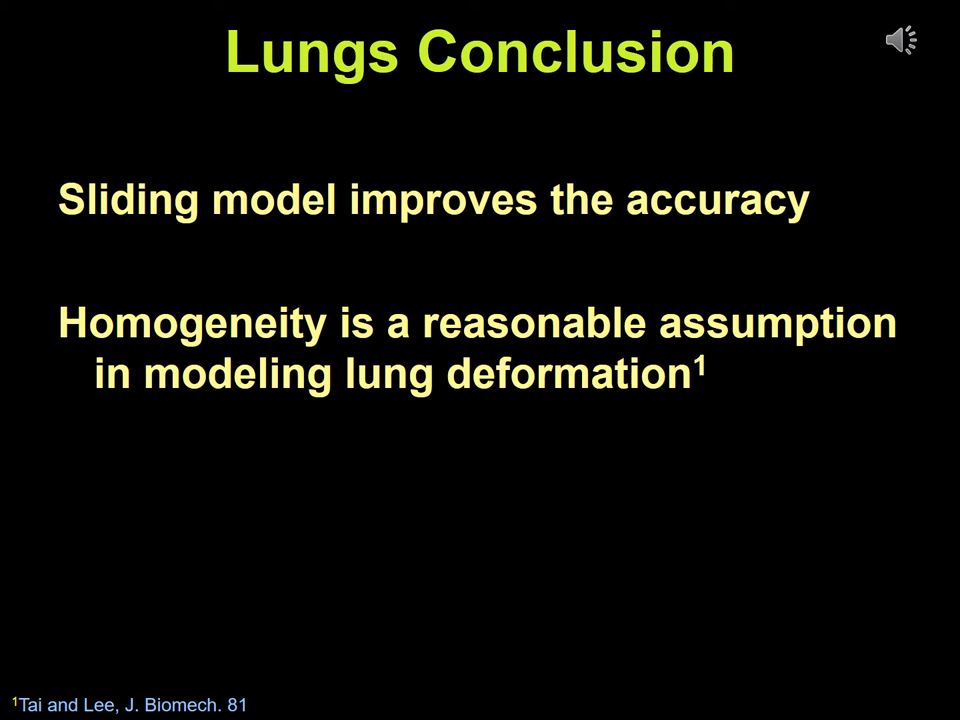 Lungs Conclusion
Sliding model improves the accuracy
Homogeneity is a reasonable assumption
in modeling lung deformation¹
¹Tai and Lee, J. Biomech. 81